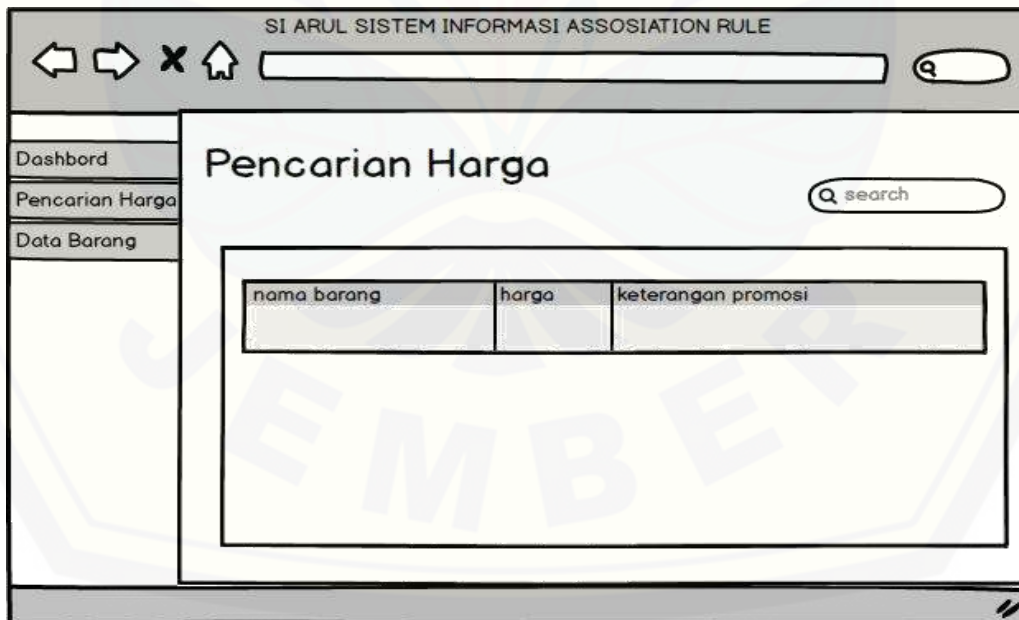 SI ARUL SISTEM INFORMASI ASSOSIATION RULE
Dashbord
Pencarian Harga
Data Barang
Pencarian Harga
search
nama barang
harga
keterangan promosi
JEMBER